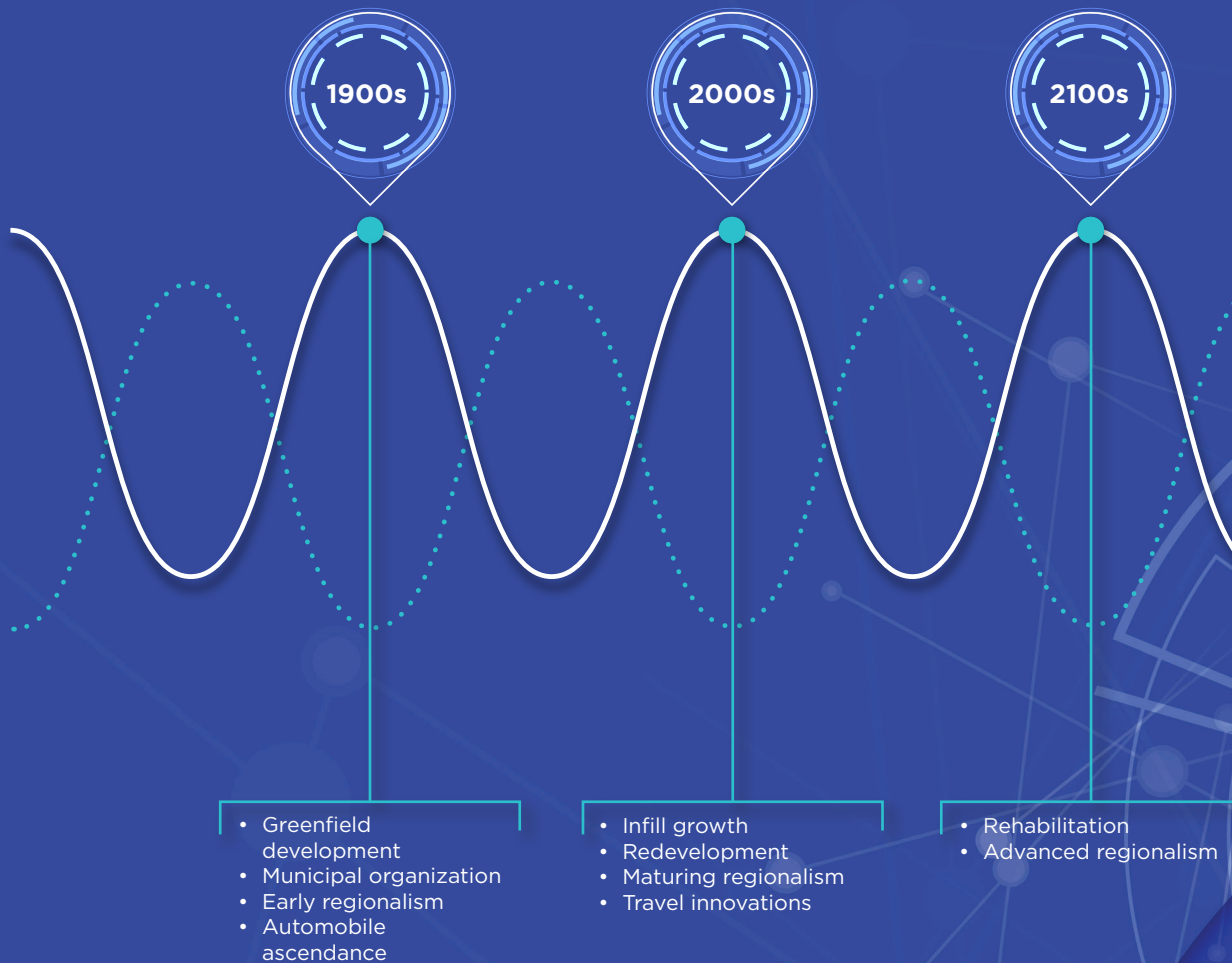 1900s
2000s
2100s
• Greenfield
development
• Municipal organization
• Early regionalism
• Automobile
ascendance
• Infill growth
• Redevelopment
• Maturing regionalism
• Travel innovations
• Rehabilitation
• Advanced regionalism